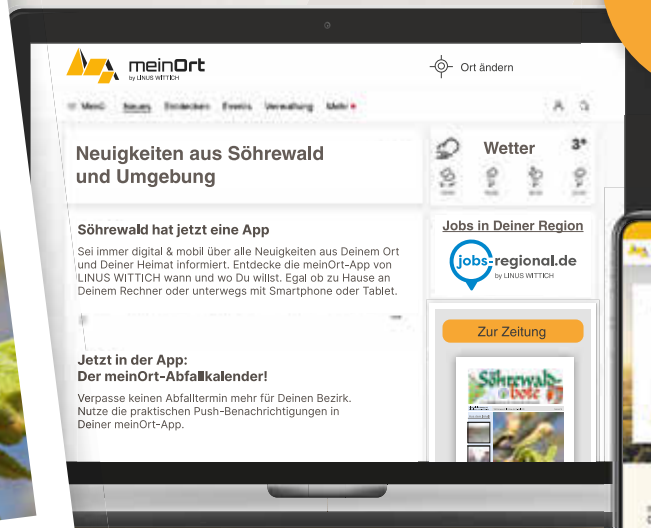 meinOrt
by LINUS WITTICH
Ort ändern
Menü Neues Entdecken Events Verwaltung Mehr
Neuigkeiten aus Söhrewald
und Umgebung
Wetter
3°
Söhrewald hat jetzt eine App
Sei immer digital & mobil über alle Neuigkeiten aus Deinem Ort
und Deiner Heimat informiert. Entdecke die meinOrt-App von
LINUS WITTICH wann und wo Du willst. Egal ob zu Hause an
Deinem Rechner oder unterwegs mit Smartphone oder Tablet.
Jetzt in der App:
Der meinOrt-Abfallkalender!
Verpasse keinen Abfalltermin mehr für Deinen Bezirk.
Nutze die praktischen Push-Benachrichtigungen in
Deiner meinOrt-App.
Jobs in Deiner Region
jobs-regional.de
by LINUS WITTICH
Zur Zeitung
Söhrewald-
bote